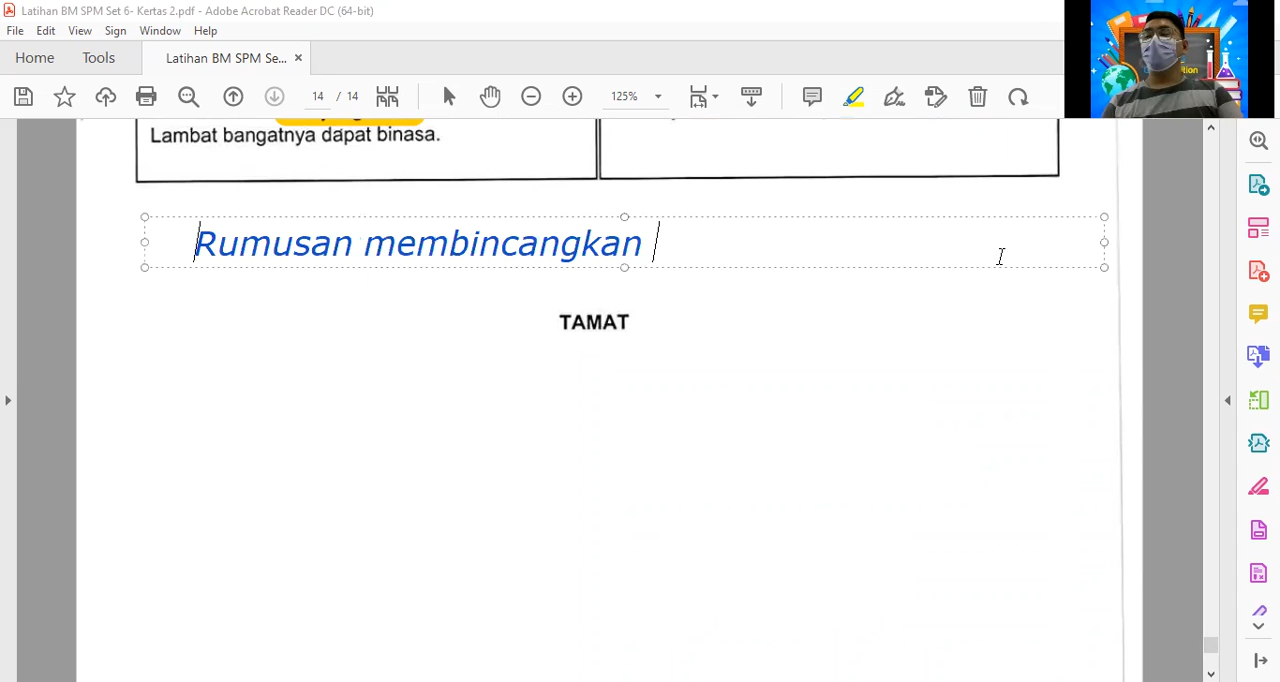 Latihan BM SPM Set 6- Kertas 2.pdf - Adobe Acrobat Reader DC (64-bit)
File Edit View Sign Window Help
Home Tools Latihan BM SPM Se... ×
14 / 14 125%
Lambat bangatnya dapat binasa.
Rumusan membincangkan
TAMAT